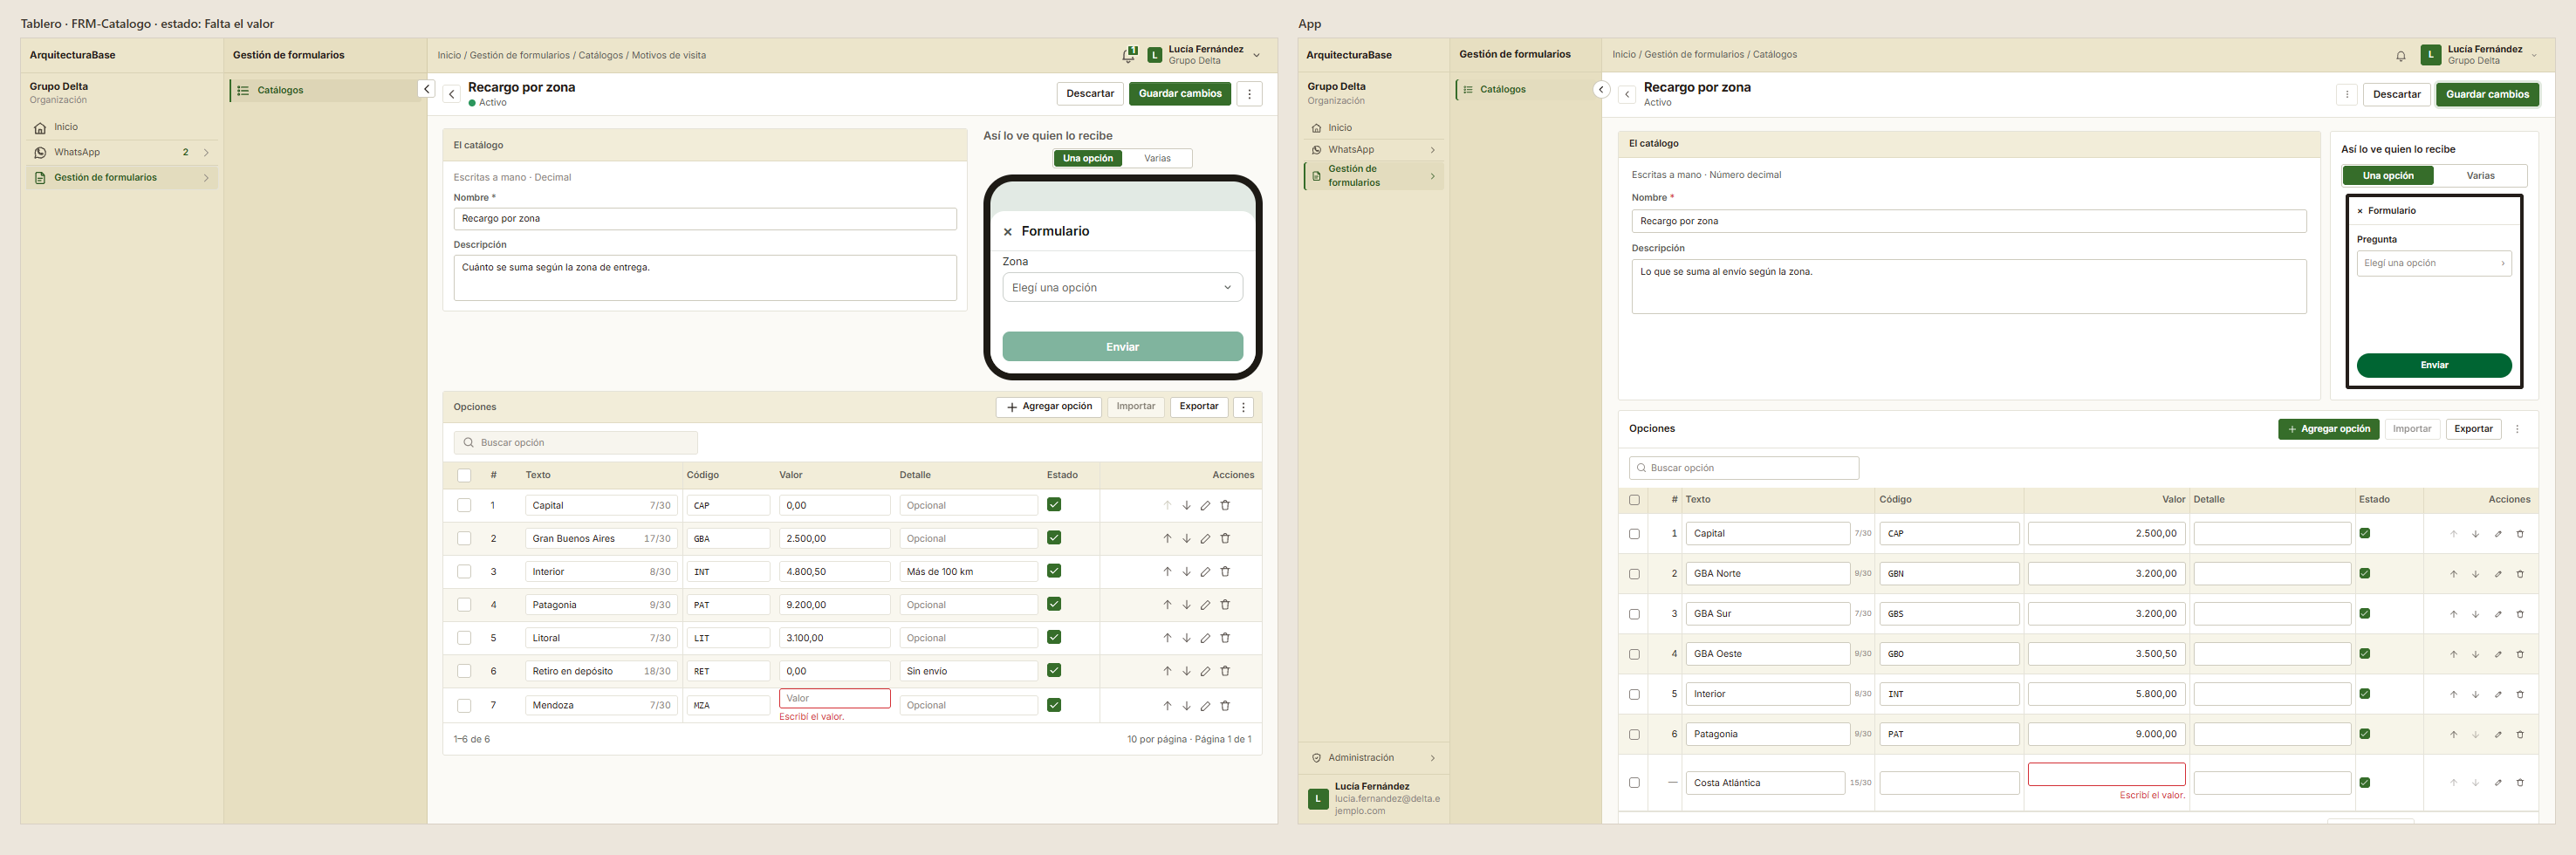 Tablero · FRM-Catalogo · estado: Falta el valor
ArquitecturaBase
Gestión de formularios
Inicio / Gestión de formularios / Catálogos / Motivos de visita
1
L
Lucía Fernández
Grupo Delta
Grupo Delta
Organización
Inicio
WhatsApp 2
Gestión de formularios
Catálogos
Recargo por zona
Activo
Descartar
Guardar cambios
El catálogo
Escritas a mano · Decimal
Nombre *
Recargo por zona
Descripción
Cuánto se suma según la zona de entrega.
Así lo ve quien lo recibe
Una opción Varias
× Formulario
Zona
Elegí una opción
Enviar
Opciones
Agregar opción Importar Exportar
Buscar opción
# Texto Código Valor Detalle Estado Acciones
1 Capital 7/30 CAP 0,00 Opcional
2 Gran Buenos Aires 17/30 GBA 2.500,00 Opcional
3 Interior 8/30 INT 4.800,50 Más de 100 km
4 Patagonia 9/30 PAT 9.200,00 Opcional
5 Litoral 7/30 LIT 3.100,00 Opcional
6 Retiro en depósito 18/30 RET 0,00 Sin envío
7 Mendoza 7/30 MZA Valor Opcional
Escribí el valor.
1–6 de 6
10 por página · Página 1 de 1
App
ArquitecturaBase
Gestión de formularios
Inicio / Gestión de formularios / Catálogos
L
Lucía Fernández
Grupo Delta
Grupo Delta
Organización
Inicio
WhatsApp
Gestión de
formularios
Catálogos
Recargo por zona
Activo
Descartar
Guardar cambios
El catálogo
Escritas a mano · Número decimal
Nombre *
Recargo por zona
Descripción
Lo que se suma al envío según la zona.
Así lo ve quien lo recibe
Una opción Varias
× Formulario
Pregunta
Elegí una opción
Enviar
Opciones
+ Agregar opción Importar Exportar
Buscar opción
# Texto Código Valor Detalle Estado Acciones
1 Capital 7/30 CAP 2.500,00
2 GBA Norte 9/30 GBN 3.200,00
3 GBA Sur 7/30 GBS 3.200,00
4 GBA Oeste 9/30 GBO 3.500,50
5 Interior 8/30 INT 5.800,00
6 Patagonia 9/30 PAT 9.000,00
— Costa Atlántica 15/30
Escribí el valor.
Administración
L
Lucía Fernández
lucia.fernandez@delta.e
jemplo.com